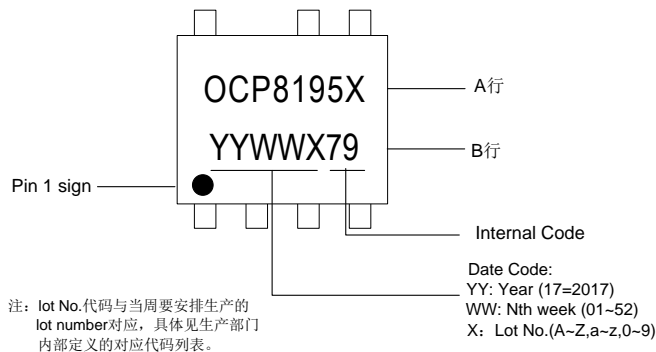 OCP8195X
A行
YYWWX79
B行
Pin 1 sign
Internal Code
Date Code:
YY: Year (17=2017)
WW: Nth week (01~52)
X：Lot No.(A~Z,a~z,0~9)
注：lot No.代码与当周要安排生产的
lot number对应，具体见生产部门
内部定义的对应代码列表。